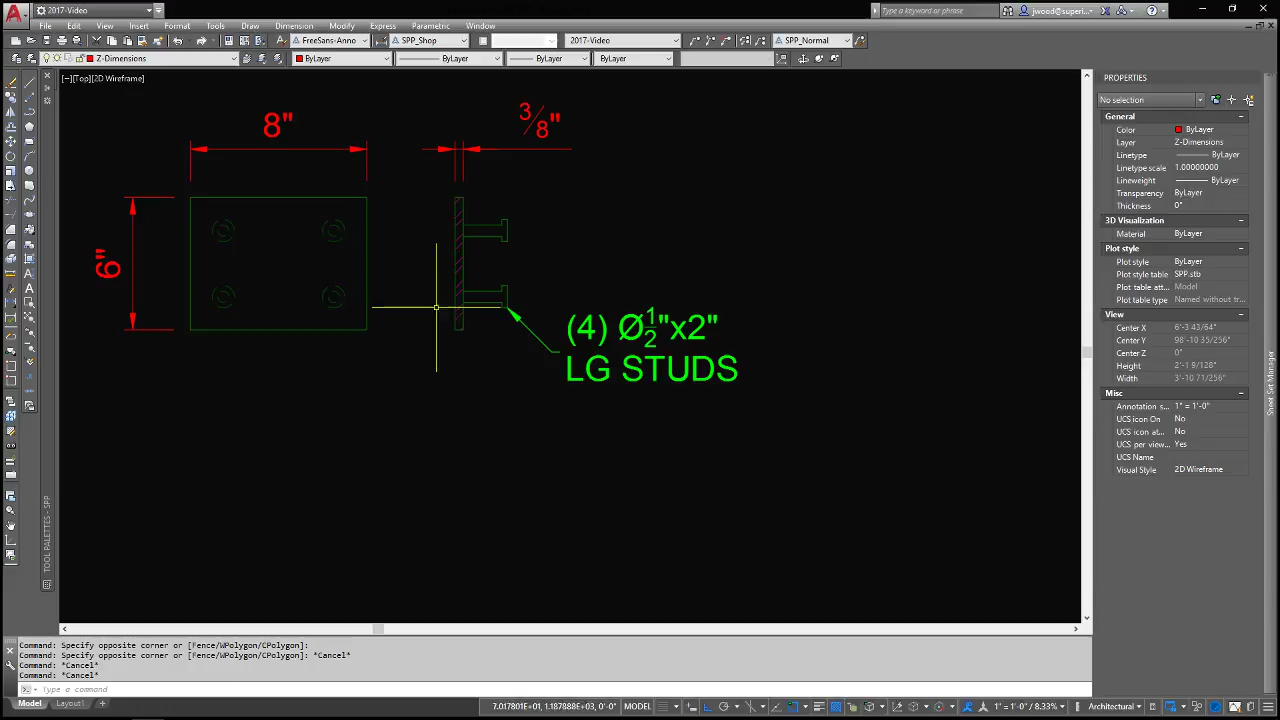 2017-Video
Type a keyword or phrase
jwood@superi...
File Edit View Insert Format Tools Draw Dimension Modify Express Parametric Window
FreeSans-Anno
SPP_Shop
2017-Video
SPP_Normal
Z-Dimensions
ByLayer
ByLayer
ByLayer
ByLayer
[−][Top][2D Wireframe]
8"
3/8"
6"
(4) Ø1/2"x2"
LG STUDS
TOOL PALETTES - SPP
PROPERTIES
No selection
General
Color ByLayer
Layer Z-Dimensions
Linetype ByLayer
Linetype scale 1.00000000
Lineweight ByLayer
Transparency ByLayer
Thickness 0"
3D Visualization
Material ByLayer
Plot style
Plot style ByLayer
Plot style table SPP.stb
Plot table attac... Model
Plot table type Named without tr...
View
Center X 6'-3 43/64"
Center Y 98'-10 35/256"
Center Z 0"
Height 2'-1 9/128"
Width 3'-10 71/256"
Misc
Annotation s... 1" = 1'-0"
UCS icon On No
UCS icon at... No
UCS per view... Yes
UCS Name
Visual Style 2D Wireframe
Sheet Set Manager
Command: Specify opposite corner or [Fence/WPolygon/CPolygon]:
Command: Specify opposite corner or [Fence/WPolygon/CPolygon]: *Cancel*
Command: *Cancel*
Command: *Cancel*
Type a command
Model Layout1 +
7.017801E+01, 1.187888E+03, 0'-0" MODEL
1" = 1'-0" / 8.33%
Architectural